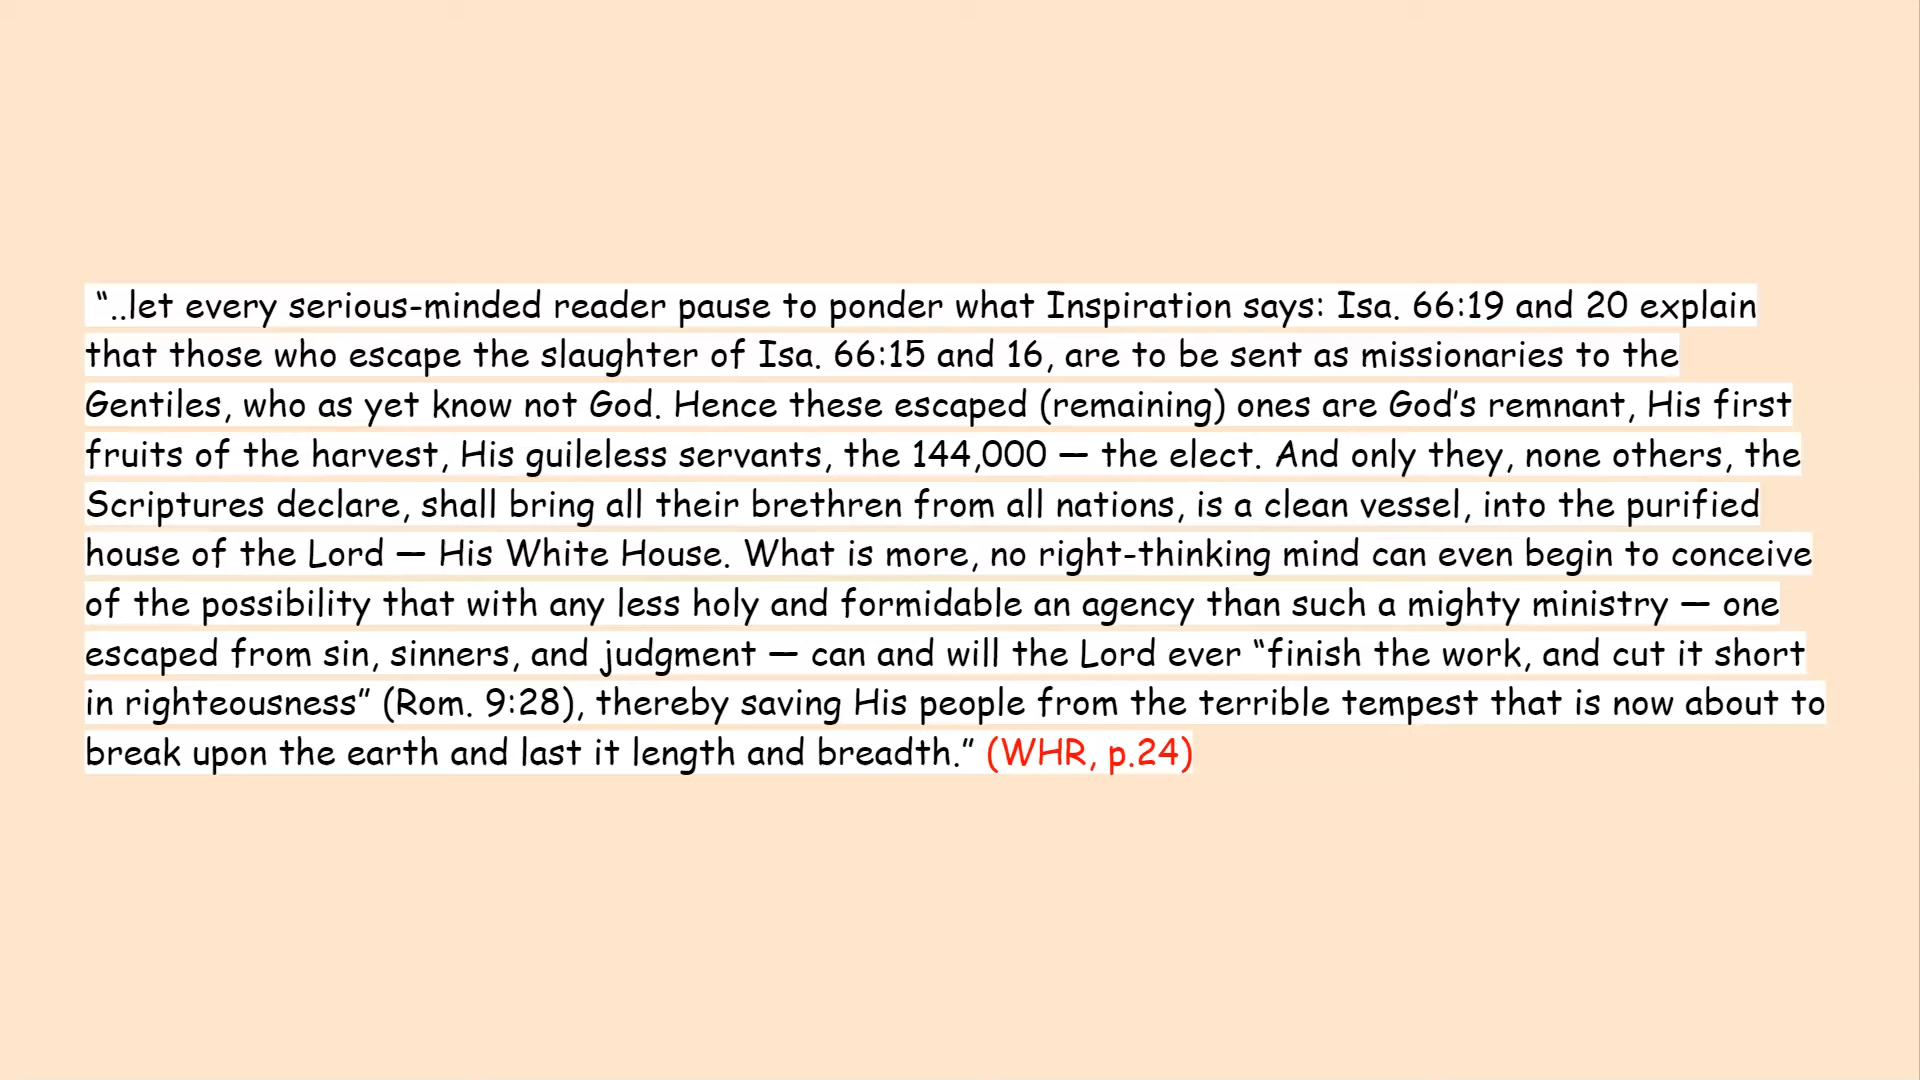 “..let every serious-minded reader pause to ponder what Inspiration says: Isa. 66:19 and 20 explain
that those who escape the slaughter of Isa. 66:15 and 16, are to be sent as missionaries to the
Gentiles, who as yet know not God. Hence these escaped (remaining) ones are God’s remnant, His first
fruits of the harvest, His guileless servants, the 144,000 — the elect. And only they, none others, the
Scriptures declare, shall bring all their brethren from all nations, is a clean vessel, into the purified
house of the Lord — His White House. What is more, no right-thinking mind can even begin to conceive
of the possibility that with any less holy and formidable an agency than such a mighty ministry — one
escaped from sin, sinners, and judgment — can and will the Lord ever “finish the work, and cut it short
in righteousness” (Rom. 9:28), thereby saving His people from the terrible tempest that is now about to
break upon the earth and last it length and breadth.” (WHR, p.24)